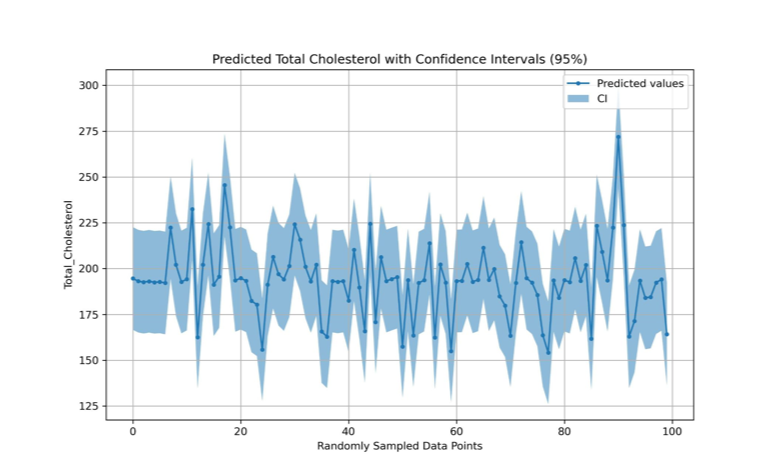 Predicted Total Cholesterol with Confidence Intervals (95%)
Predicted values
CI
300
275
250
225
200
175
150
125
Total_Cholesterol
0 20 40 60 80 100
Randomly Sampled Data Points